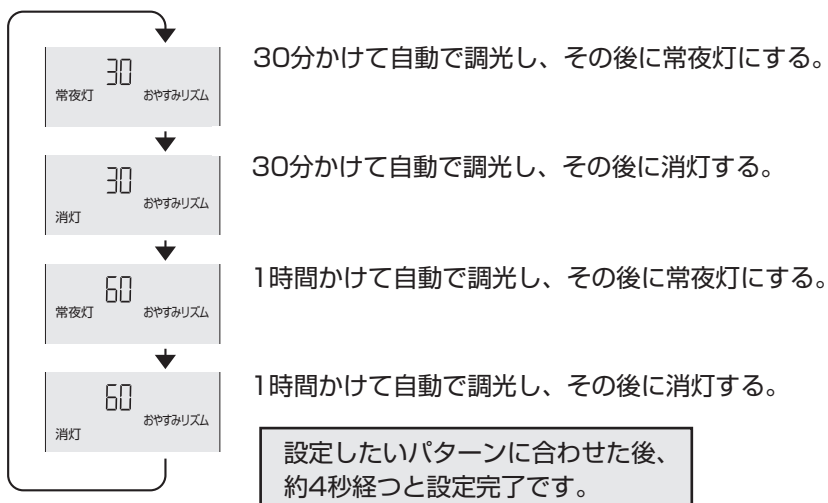 30
常夜灯 おやすみリズム
30分かけて自動で調光し、その後に常夜灯にする。
30
おやすみリズム
消灯
30分かけて自動で調光し、その後に消灯する。
60
常夜灯 おやすみリズム
1時間かけて自動で調光し、その後に常夜灯にする。
60
おやすみリズム
消灯
1時間かけて自動で調光し、その後に消灯する。
設定したいパターンに合わせた後、
約4秒経つと設定完了です。